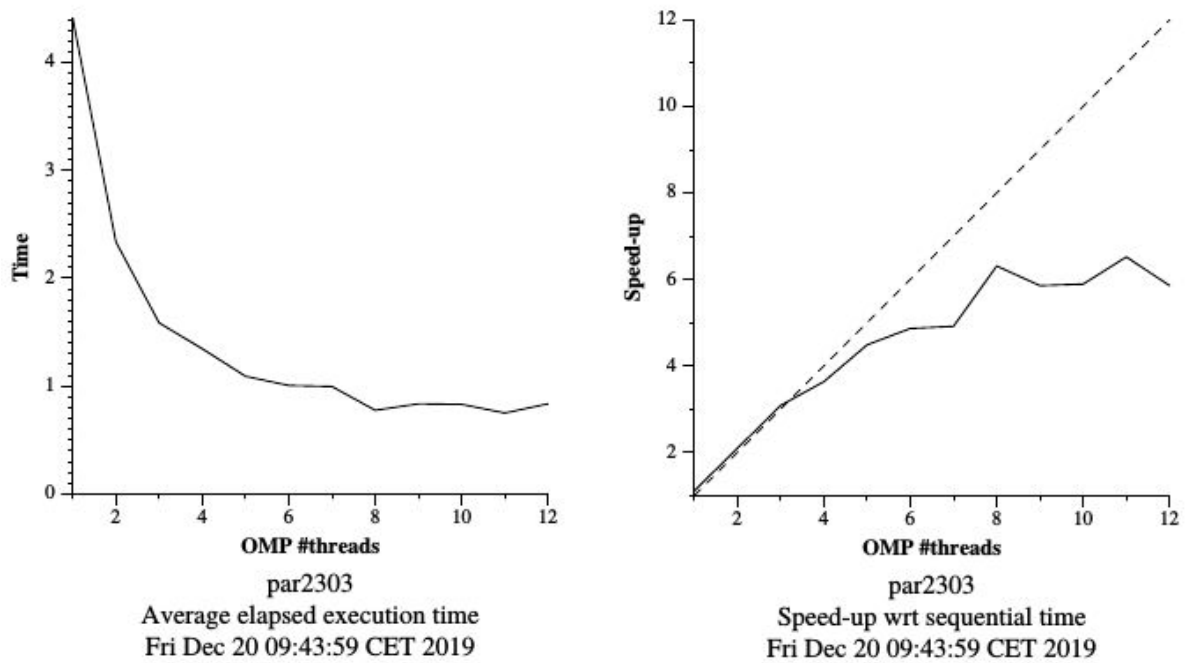 4
3
2
1
0
Time
2
4
6
8
10
12
OMP #threads
par2303
Average elapsed execution time
Fri Dec 20 09:43:59 CET 2019
12
10
8
6
4
2
Speed-up
2
4
6
8
10
12
OMP #threads
par2303
Speed-up wrt sequential time
Fri Dec 20 09:43:59 CET 2019